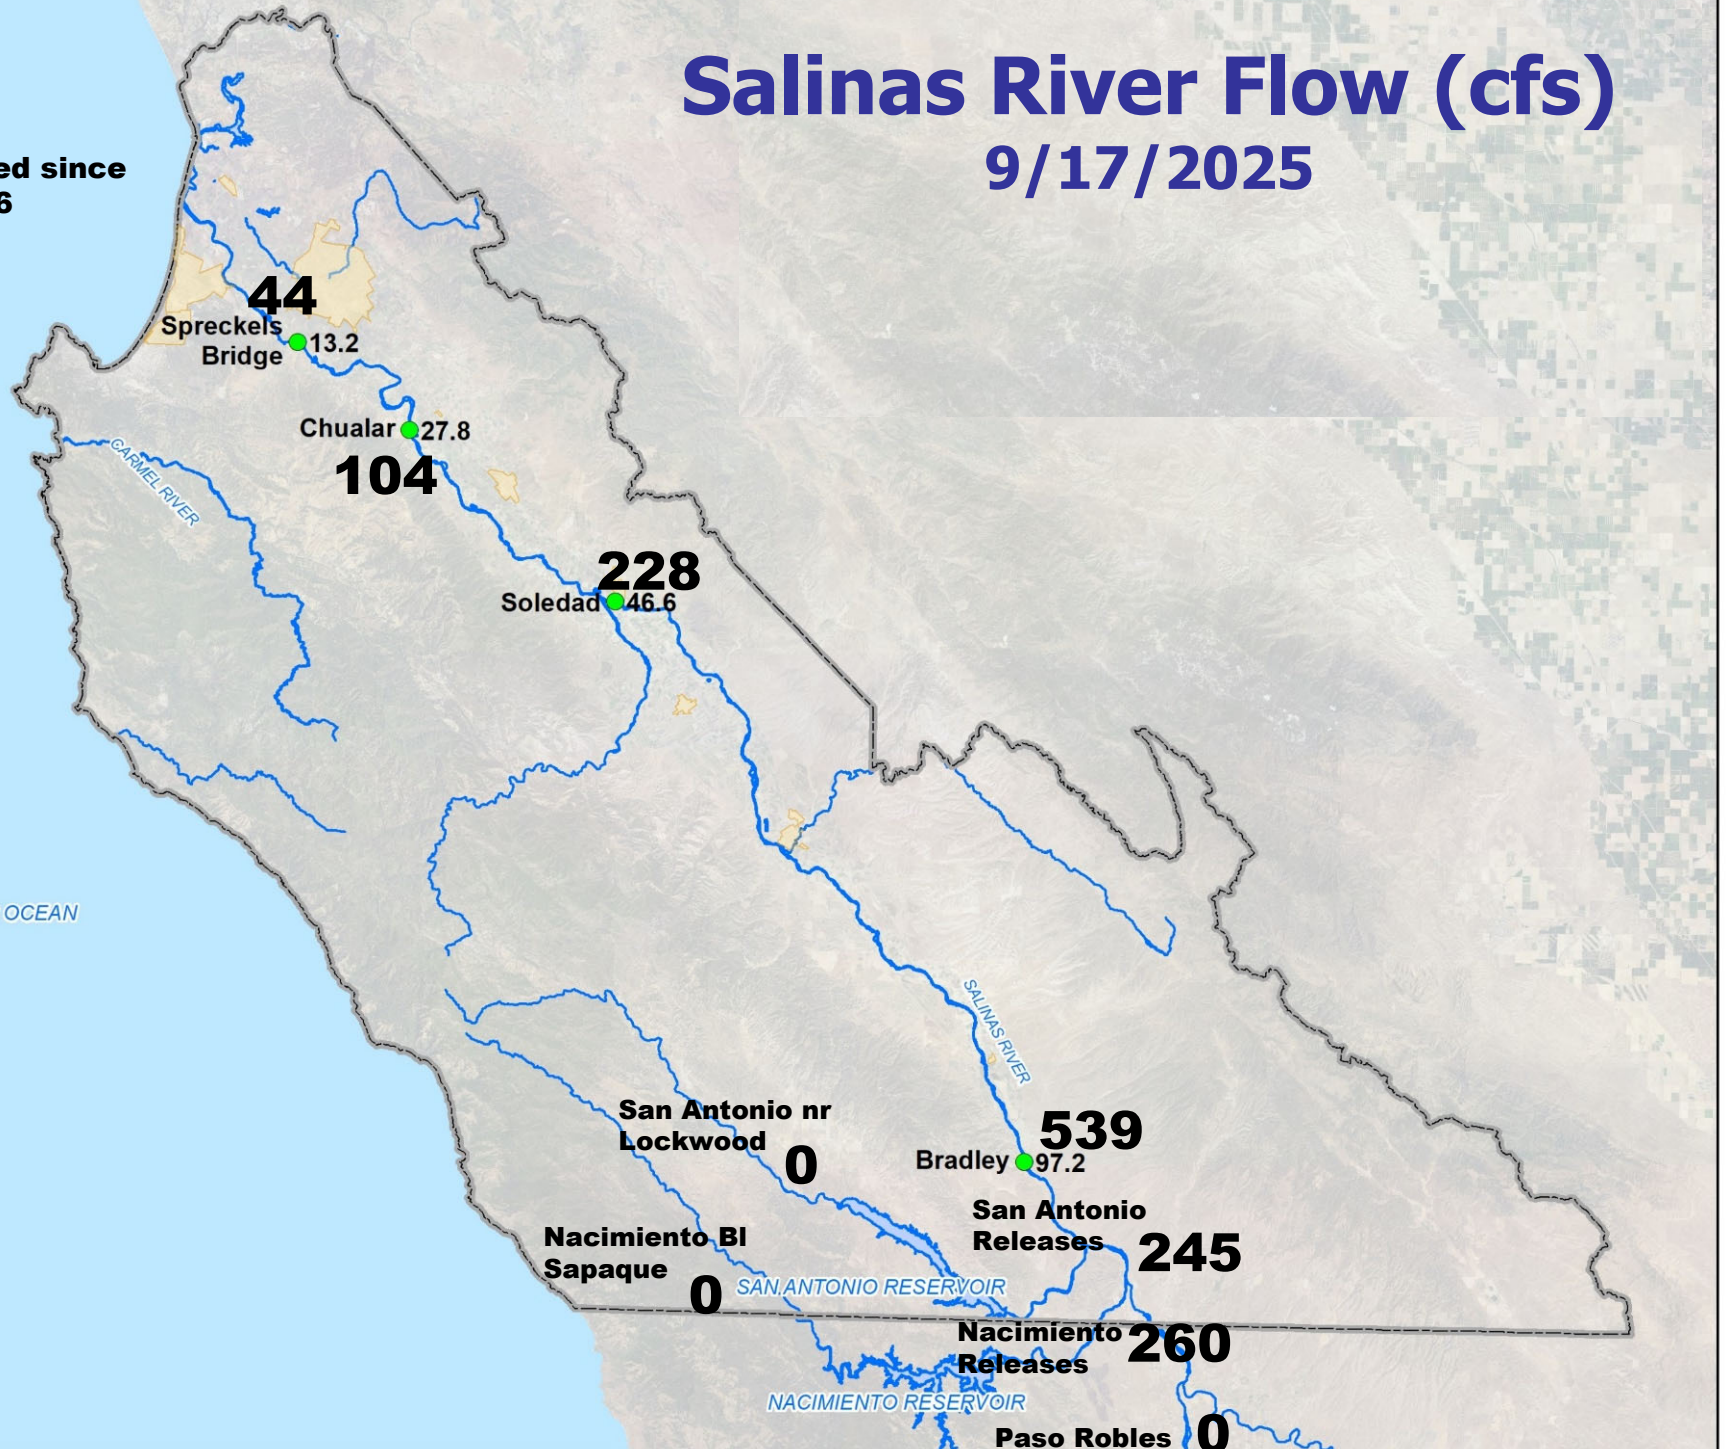 Salinas River Flow (cfs)
9/17/2025
ed since
6
44
Spreckels
Bridge
13.2
Chualar
27.8
104
CARMEL RIVER
228
Soledad
46.6
OCEAN
SALINAS RIVER
San Antonio nr
Lockwood
0
539
Bradley
97.2
San Antonio
Releases
245
Nacimiento Bl
Sapaque
0
SAN ANTONIO RESERVOIR
Nacimiento
Releases
260
NACIMIENTO RESERVOIR
Paso Robles
0